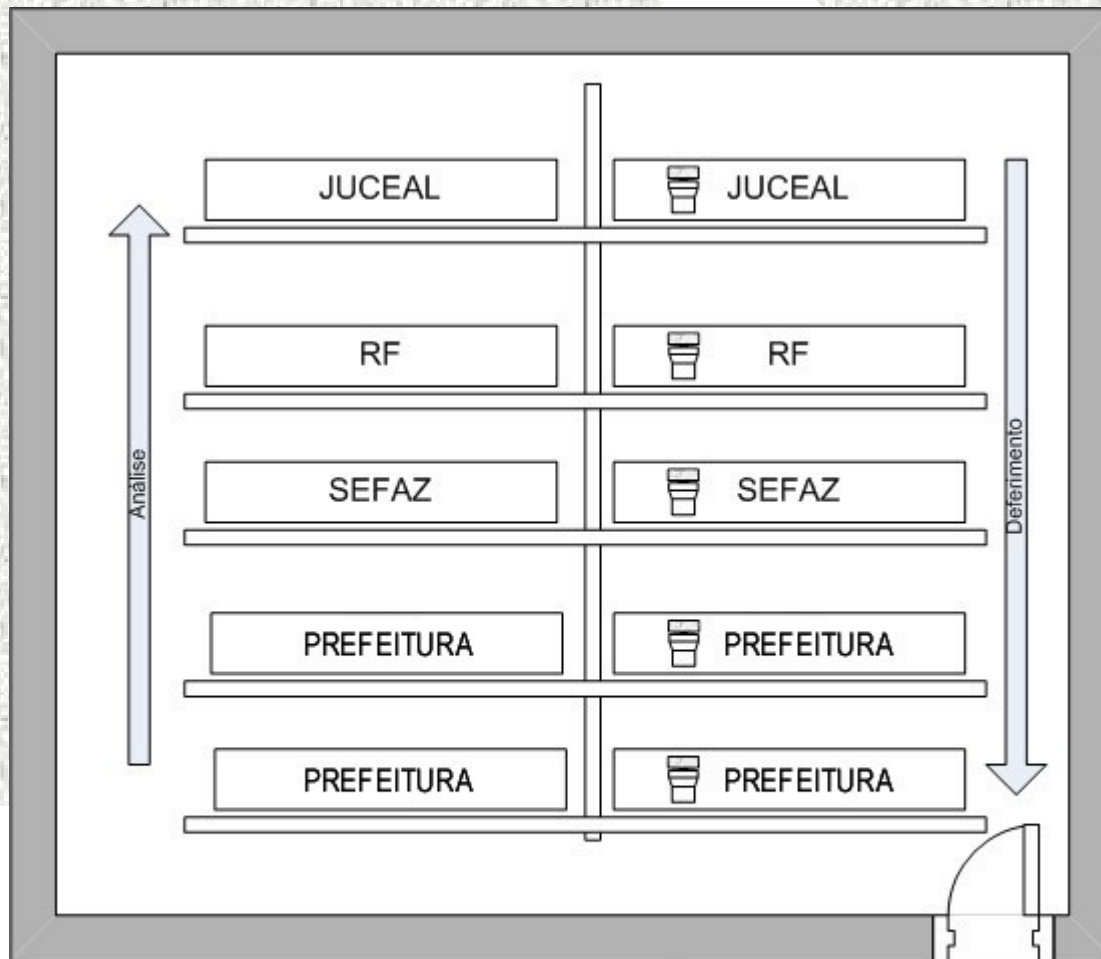 JUCEAL
JUCEAL
RF
RF
Análise
Deferimento
SEFAZ
SEFAZ
PREFEITURA
PREFEITURA
PREFEITURA
PREFEITURA